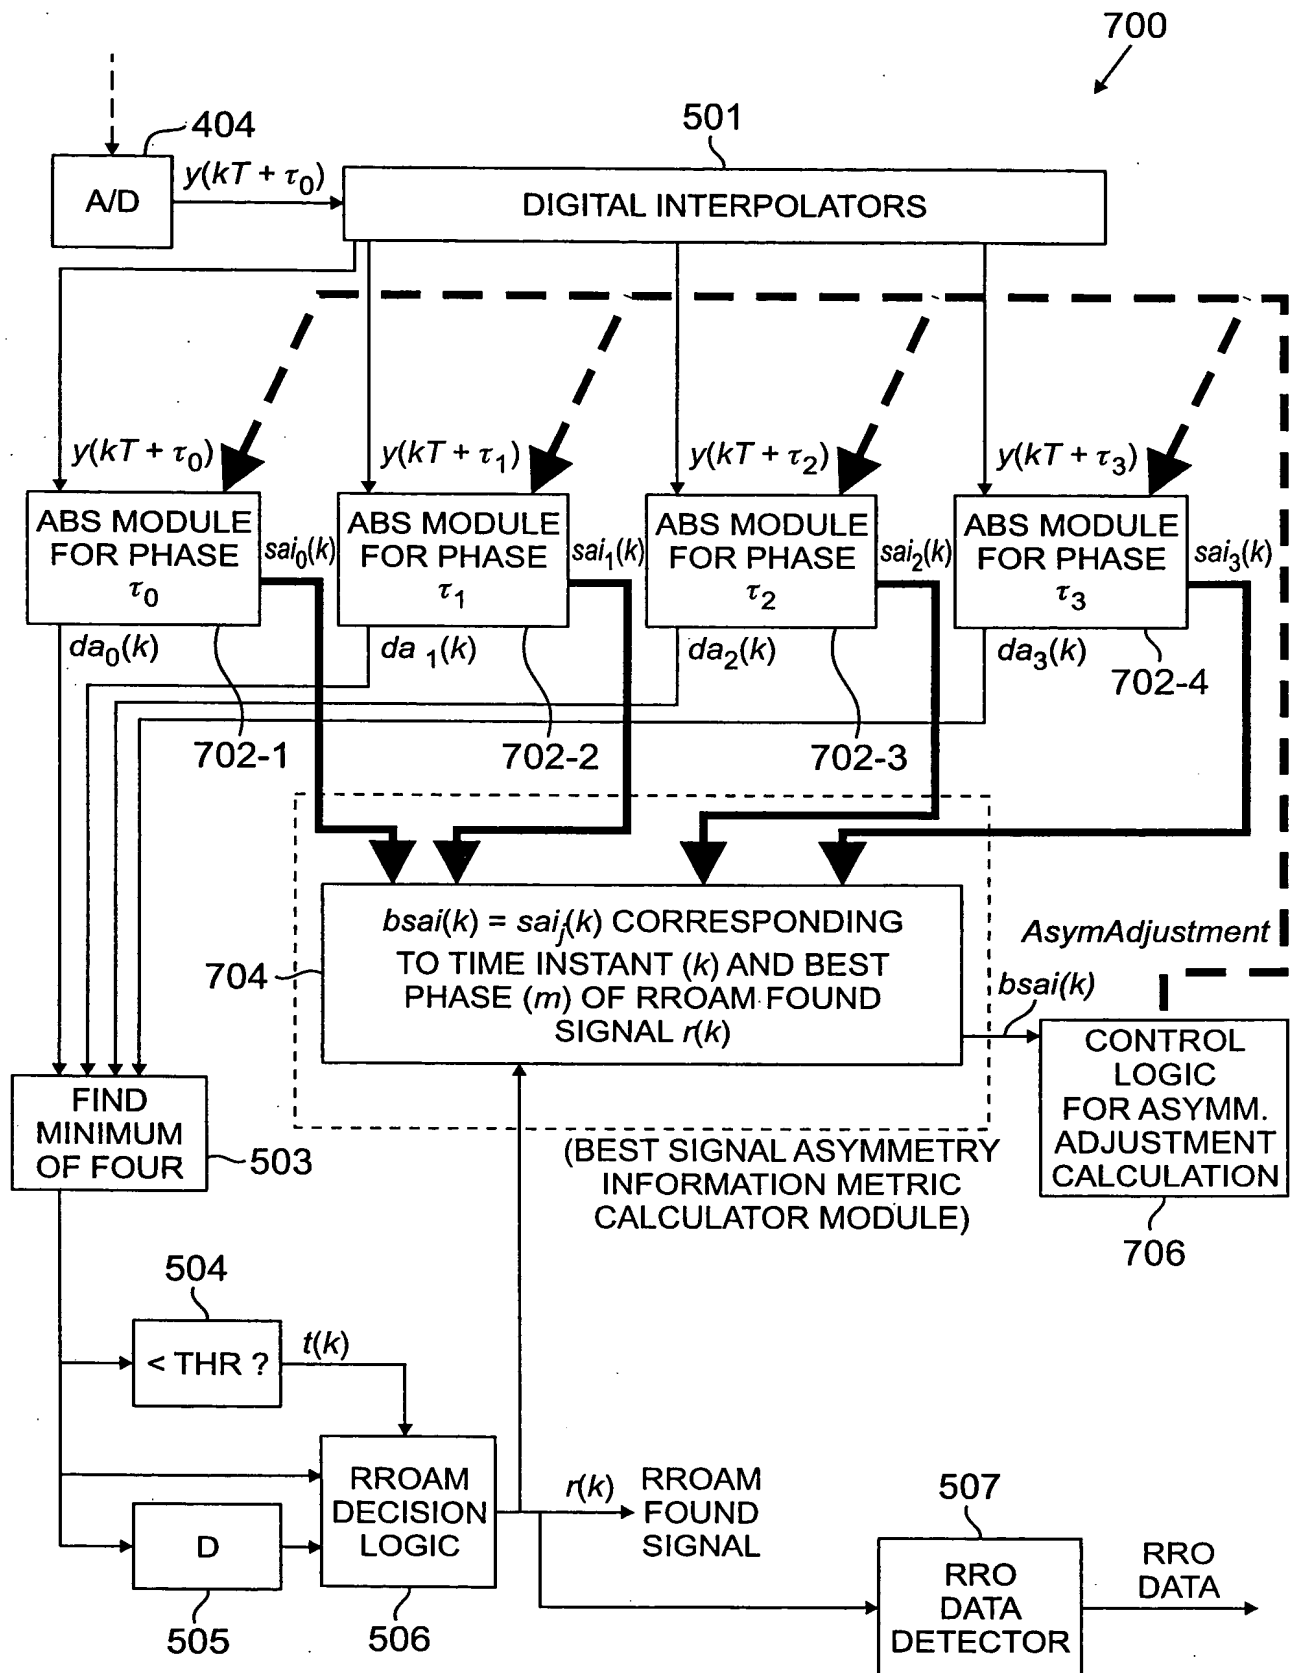 700
404
501
A/D
y(kT + τ0)
DIGITAL INTERPOLATORS
y(kT + τ0)
y(kT + τ1)
y(kT + τ2)
y(kT + τ3)
ABS MODULE
FOR PHASE
τ0
sai0(k)
ABS MODULE
FOR PHASE
τ1
sai1(k)
ABS MODULE
FOR PHASE
τ2
sai2(k)
ABS MODULE
FOR PHASE
τ3
sai3(k)
da0(k)
da 1(k)
da2(k)
da3(k)
702-1
702-2
702-3
702-4
bsai(k) = saij(k) CORRESPONDING
TO TIME INSTANT (k) AND BEST
PHASE (m) OF RROAM FOUND
SIGNAL r(k)
704
AsymAdjustment
bsai(k)
CONTROL
LOGIC
FOR ASYMM.
ADJUSTMENT
CALCULATION
706
FIND
MINIMUM
OF FOUR
503
(BEST SIGNAL ASYMMETRY
INFORMATION METRIC
CALCULATOR MODULE)
504
< THR ?
t(k)
RROAM
DECISION
LOGIC
506
D
505
r(k)
RROAM
FOUND
SIGNAL
507
RRO
DATA
DETECTOR
RRO
DATA